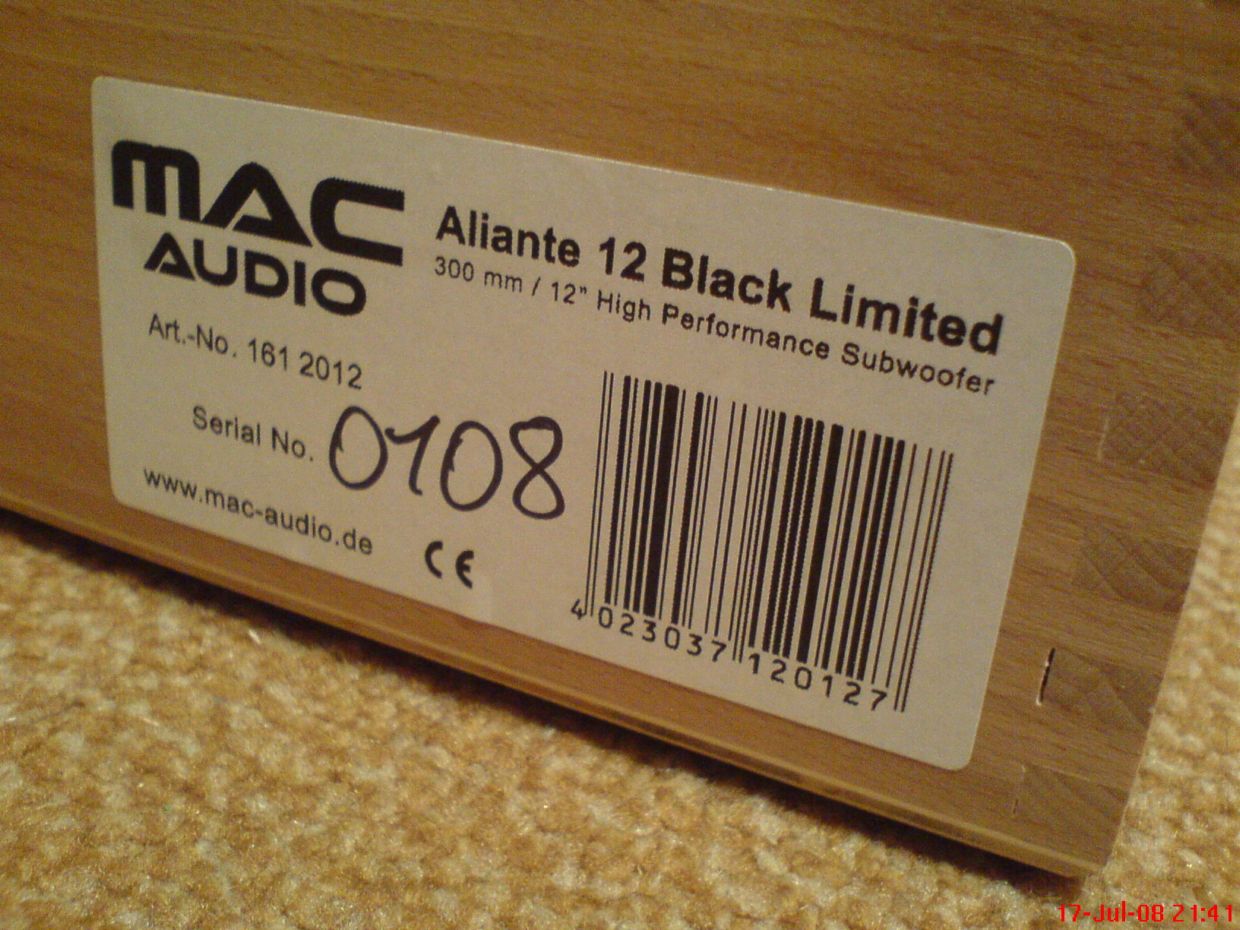 MAC
AUDIO
Aliante 12 Black Limited
300 mm / 12" High Performance Subwoofer
Art.-No. 161 2012
Serial No. 0108
www.mac-audio.de
CE
4 023037 120127
17-Jul-08 21:41